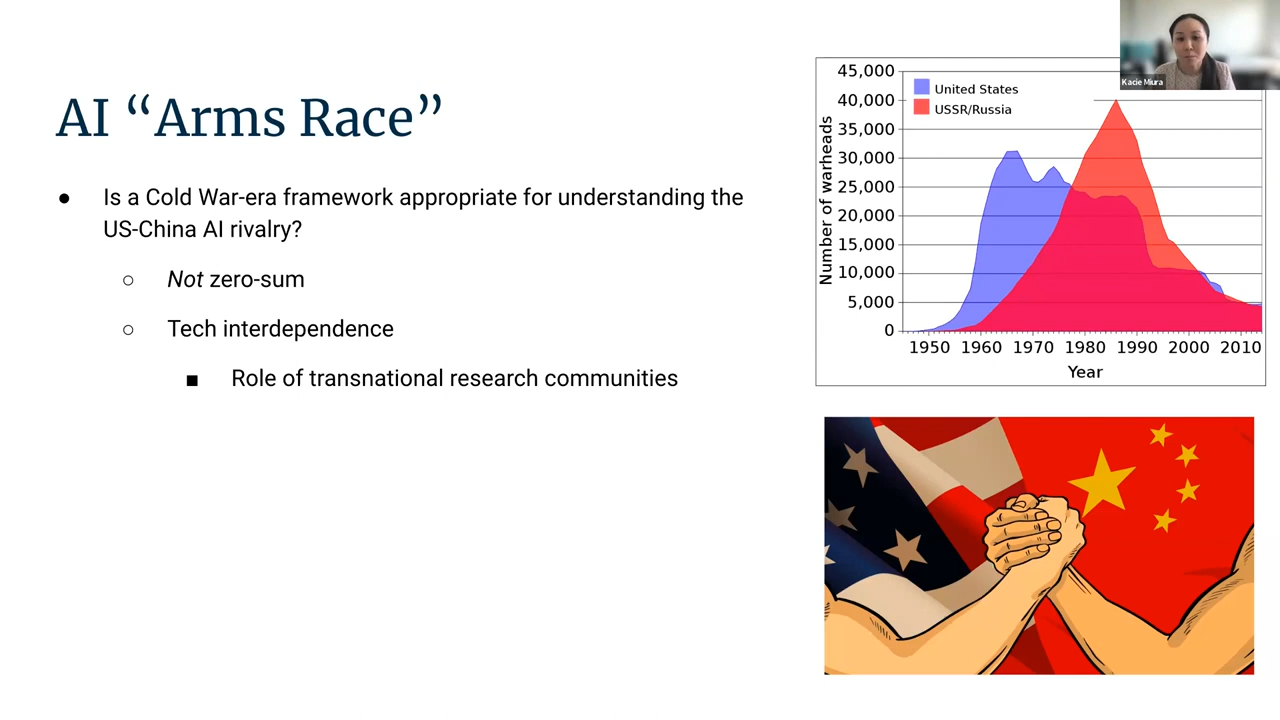 AI “Arms Race”
● Is a Cold War-era framework appropriate for understanding the
US-China AI rivalry?
○ Not zero-sum
○ Tech interdependence
■ Role of transnational research communities
Kacie Miura
United States
USSR/Russia
Number of warheads
45,000
40,000
35,000
30,000
25,000
20,000
15,000
10,000
5,000
0
1950 1960 1970 1980 1990 2000 2010
Year